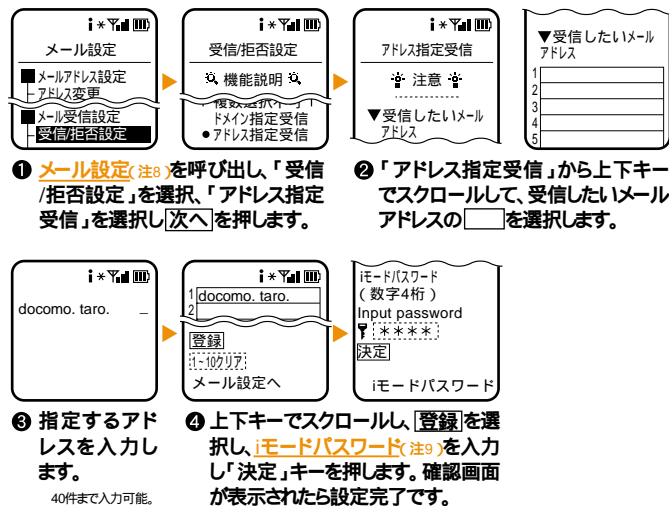 メール設定
■メールアドレス設定
アドレス変更
■メール受信設定
受信/拒否設定
受信/拒否設定
機能説明
ドメイン指定受信
●アドレス指定受信
アドレス指定受信
注意
▼受信したいメール
アドレス
▼受信したいメール
アドレス
1
2
3
4
5
❶ メール設定(注8)を呼び出し、「受信
/拒否設定」を選択、「アドレス指定
受信」を選択し次へを押します。
❷「アドレス指定受信」から上下キー
でスクロールして、受信したいメール
アドレスの を選択します。
docomo. taro. _
1 docomo. taro.
2
登録
1~10クリア
メール設定へ
iモードパスワード
(数字4桁)
Input password
****
決定
iモードパスワード
❸ 指定するアド
レスを入力し
ます。
40件まで入力可能。
❹ 上下キーでスクロールし、登録を選
択し、iモードパスワード(注9)を入力
し「決定」キーを押します。確認画面
が表示されたら設定完了です。